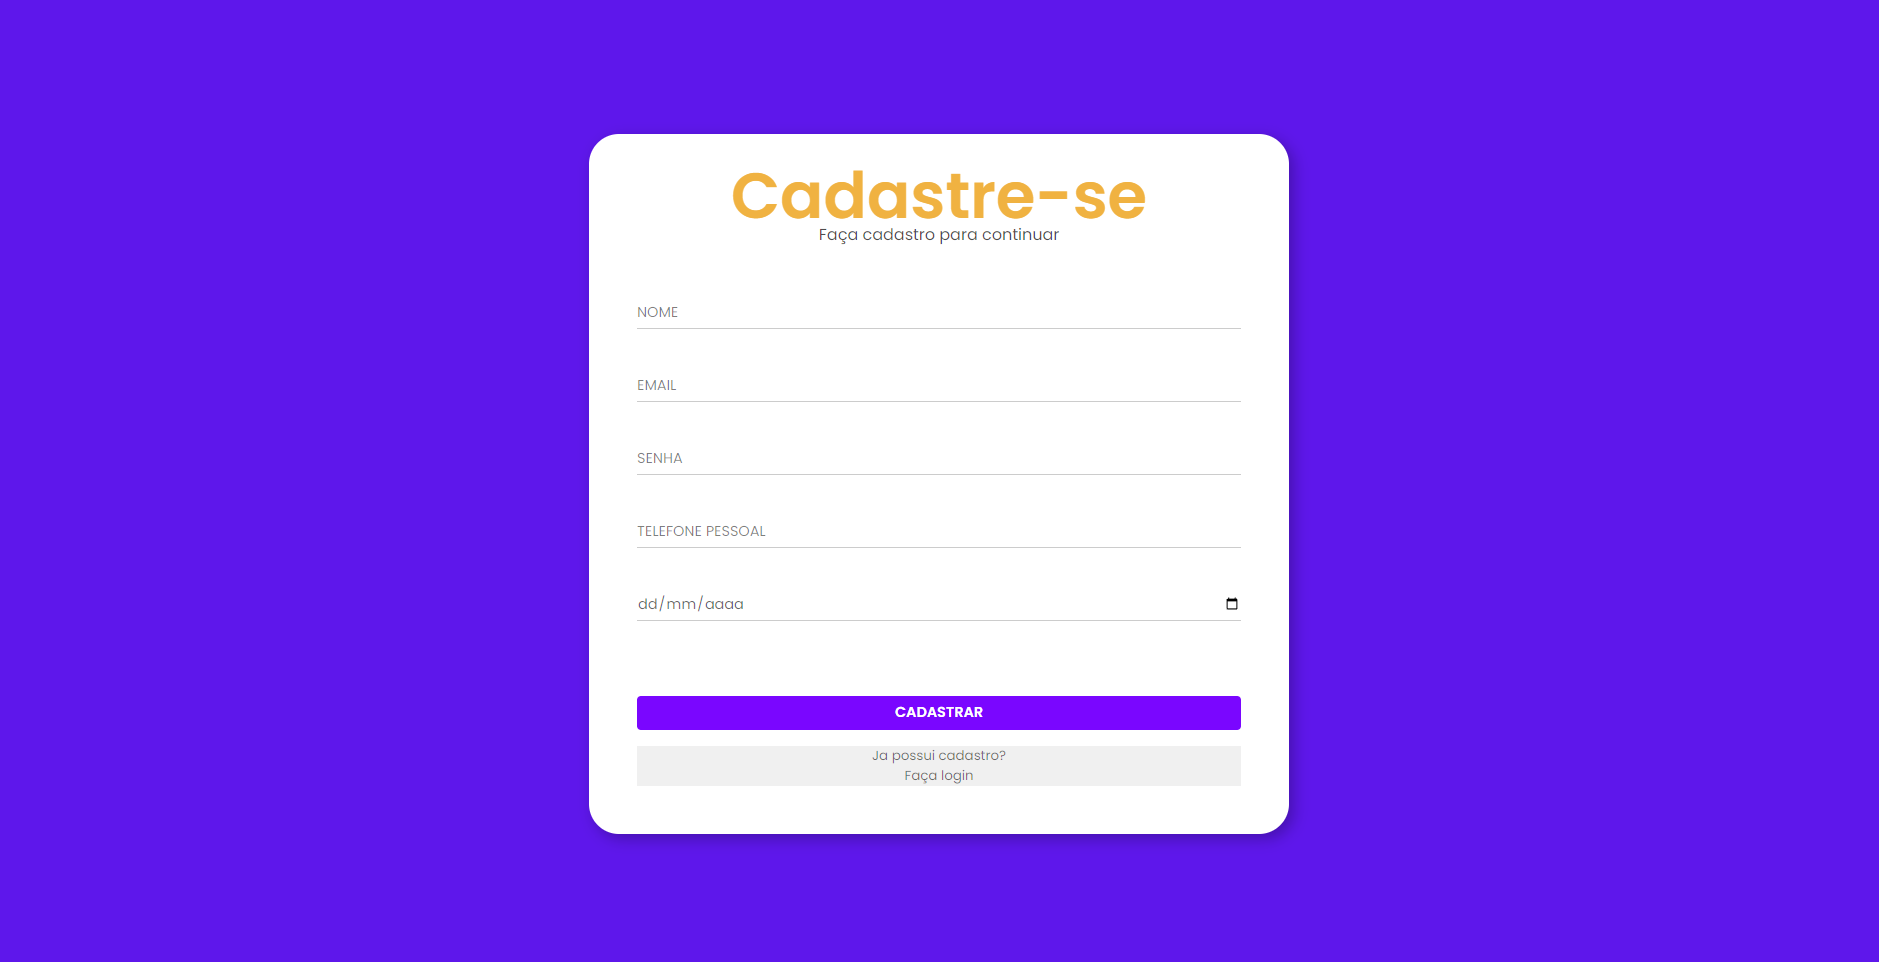 Cadastre-se
Faça cadastro para continuar
NOME
EMAIL
SENHA
TELEFONE PESSOAL
dd/mm/aaaa
CADASTRAR
Ja possui cadastro?
Faça login